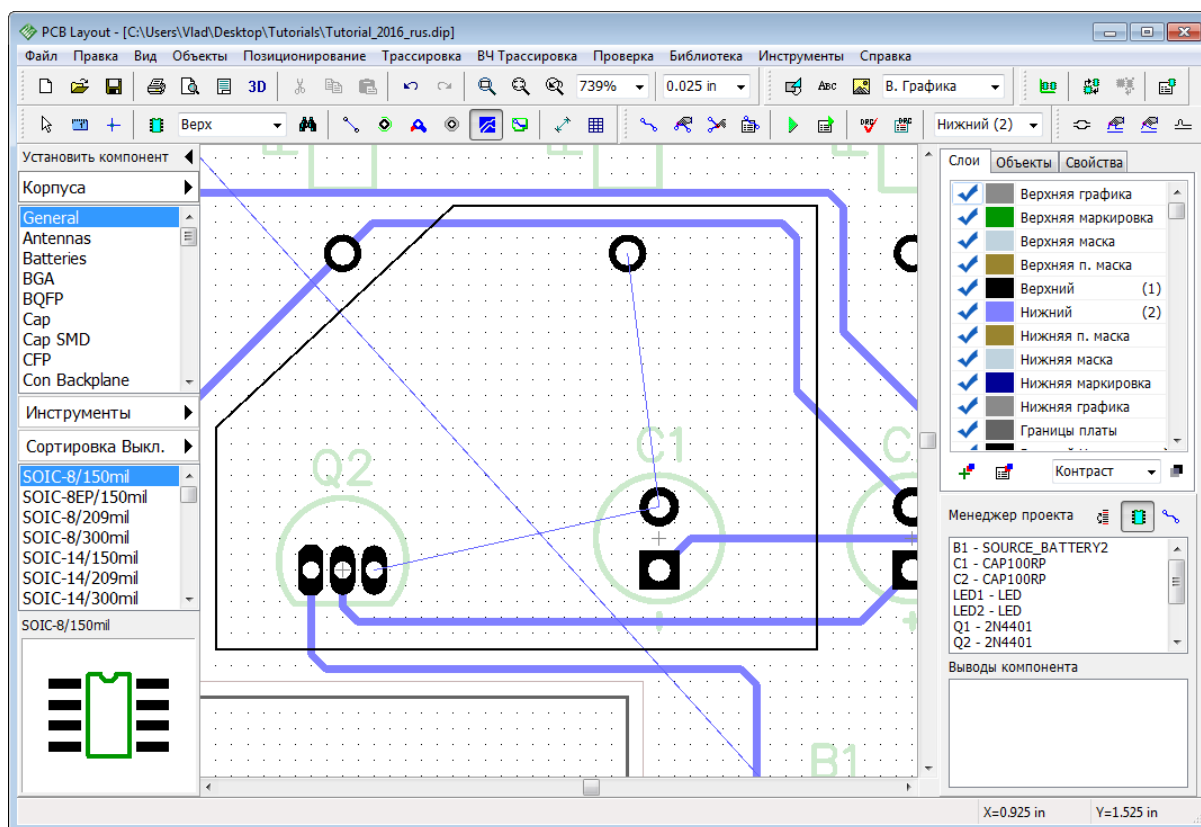 PCB Layout - [C:\Users\Vlad\Desktop\Tutorials\Tutorial_2016_rus.dip]
Файл Правка Вид Объекты Позиционирование Трассировка ВЧ Трассировка Проверка Библиотека Инструменты Справка
3D 739% 0.025 in ABC В. Графика
Верх DRC DRC Нижний (2)
Установить компонент
Корпуса
General
Antennas
Batteries
BGA
BQFP
Cap
Cap SMD
CFP
Con Backplane
Инструменты
Сортировка Выкл.
SOIC-8/150mil
SOIC-8EP/150mil
SOIC-8/209mil
SOIC-8/300mil
SOIC-14/150mil
SOIC-14/209mil
SOIC-14/300mil
SOIC-8/150mil
Q2
C1
B1
Слои Объекты Свойства
Верхняя графика
Верхняя маркировка
Верхняя маска
Верхняя п. маска
Верхний (1)
Нижний (2)
Нижняя п. маска
Нижняя маска
Нижняя маркировка
Нижняя графика
Границы платы
Контраст
Менеджер проекта
B1 - SOURCE_BATTERY2
C1 - CAP100RP
C2 - CAP100RP
LED1 - LED
LED2 - LED
Q1 - 2N4401
Q2 - 2N4401
Выводы компонента
X=0.925 in Y=1.525 in